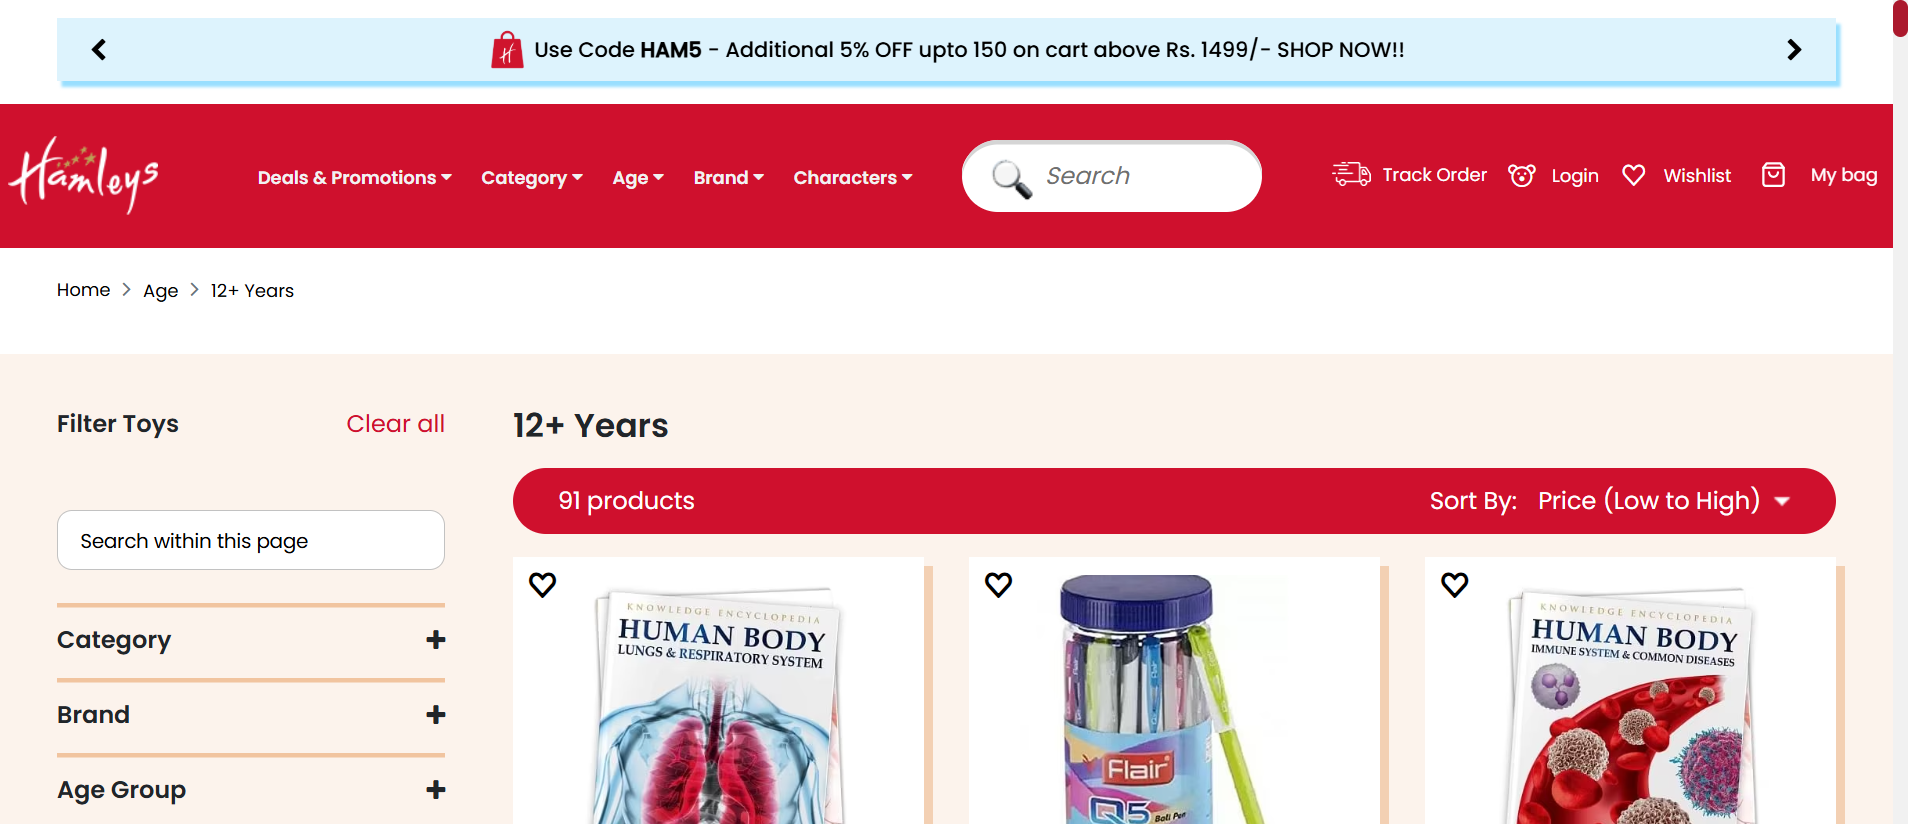 Use Code HAM5 - Additional 5% OFF upto 150 on cart above Rs. 1499/- SHOP NOW!!
Hamleys
Deals & Promotions
Category
Age
Brand
Characters
Search
Track Order
Login
Wishlist
My bag
Home > Age > 12+ Years
Filter Toys
Clear all
12+ Years
91 products
Sort By: Price (Low to High)
Search within this page
Category
Brand
Age Group
KNOWLEDGE ENCYCLOPEDIA
HUMAN BODY
LUNGS & RESPIRATORY SYSTEM
Flair
Q5 Ball Pen
KNOWLEDGE ENCYCLOPEDIA
HUMAN BODY
IMMUNE SYSTEM & COMMON DISEASES